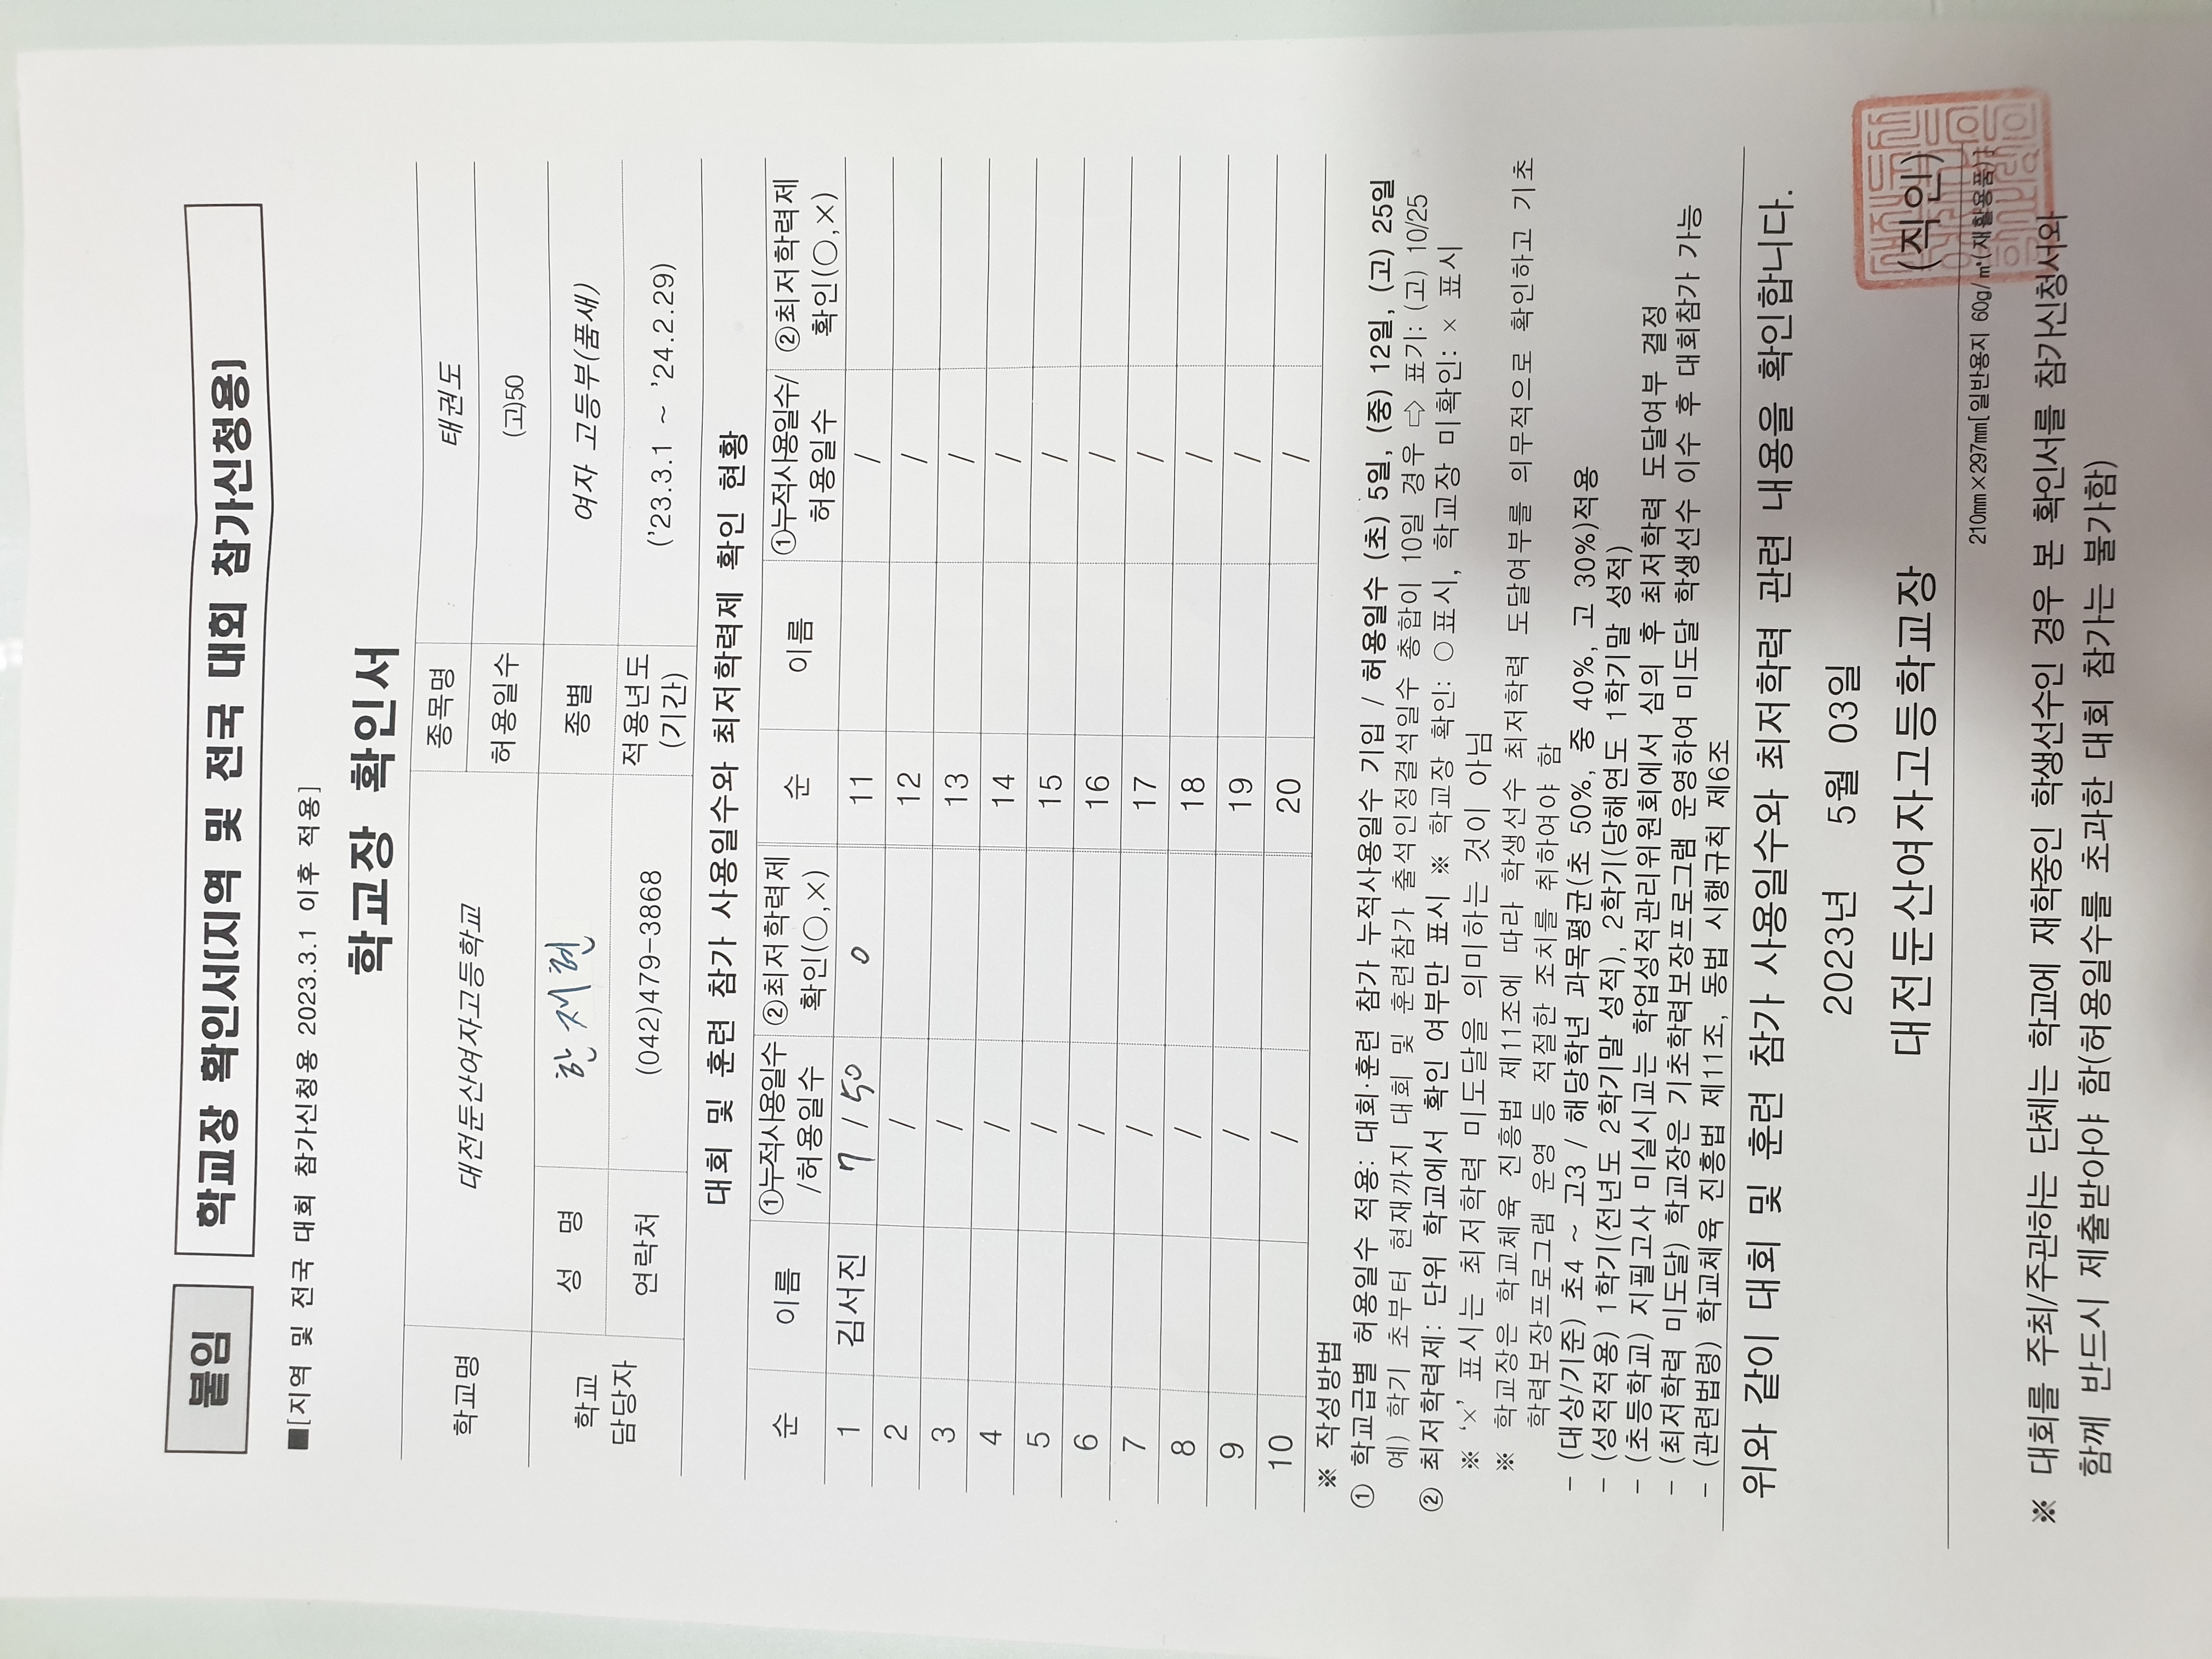 붙임
학교장 확인서(지역 및 전국 대회 참가신청용)
■[지역 및 전국 대회 참가신청용 2023.3.1 이후 적용]
학교장 확인서
학교명 대전둔산여자고등학교 종목명 태권도
허용일수 (고)50
학교 담당자 성 명 한재현 종별 여자 고등부(품새)
연락처 (042)479-3868 적용년도 (기간) ('23.3.1 ~ '24.2.29)
대회 및 훈련 참가 사용일수와 최저학력제 확인 현황
순 이름 ①누적사용일수 /허용일수 ②최저학력제 확인(○,×) 순 이름 ①누적사용일수/ 허용일수 ②최저학력제 확인(○,×)
1 김서진 7 / 50 0 11 /
2 / 12 /
3 / 13 /
4 / 14 /
5 / 15 /
6 / 16 /
7 / 17 /
8 / 18 /
9 / 19 /
10 / 20 /
※ 작성방법
① 학교급별 허용일수 적용: 대회·훈련 참가 누적사용일수 기입 / 허용일수 (초) 5일, (중) 12일, (고) 25일
예) 학기 초부터 현재까지 대회 및 훈련참가 출석인정결석일수 총합이 10일 경우 ⇨ 표기: (고) 10/25
② 최저학력제: 단위 학교에서 확인 여부만 표시 ※ 학교장 확인: ○표시, 학교장 미확인: × 표시
※ '×' 표시는 최저학력 미도달을 의미하는 것이 아님
※ 학교장은 학교체육 진흥법 제11조에 따라 학생선수 최저학력 도달여부를 의무적으로 확인하고 기초
학력보장프로그램 운영 등 적절한 조치를 취하여야 함
- (대상/기준) 초4 ~ 고3 / 해당학년 과목평균(초 50%, 중 40%, 고 30%)적용
- (성적적용) 1학기(전년도 2학기말 성적), 2학기(당해연도 1학기말 성적)
- (초등학교) 지필고사 미실시교는 학업성적관리위원회에서 심의 후 최저학력 도달여부 결정
- (최저학력 미도달) 학교장은 기초학력보장프로그램 운영하여 미도달 학생선수 이수 후 대회참가 가능
- (관련법령) 학교체육 진흥법 제11조, 동법 시행규칙 제6조
위와 같이 대회 및 훈련 참가 사용일수와 최저학력 관련 내용을 확인합니다.
2023년 5월 03일
대전둔산여자고등학교장 (직인)
210㎜×297㎜[일반용지 60g/㎡(재활용품)]
※ 대회를 주최/주관하는 단체는 학교에 재학중인 학생선수인 경우 본 확인서를 참가신청서와
함께 반드시 제출받아야 함(허용일수를 초과한 대회 참가는 불가함)